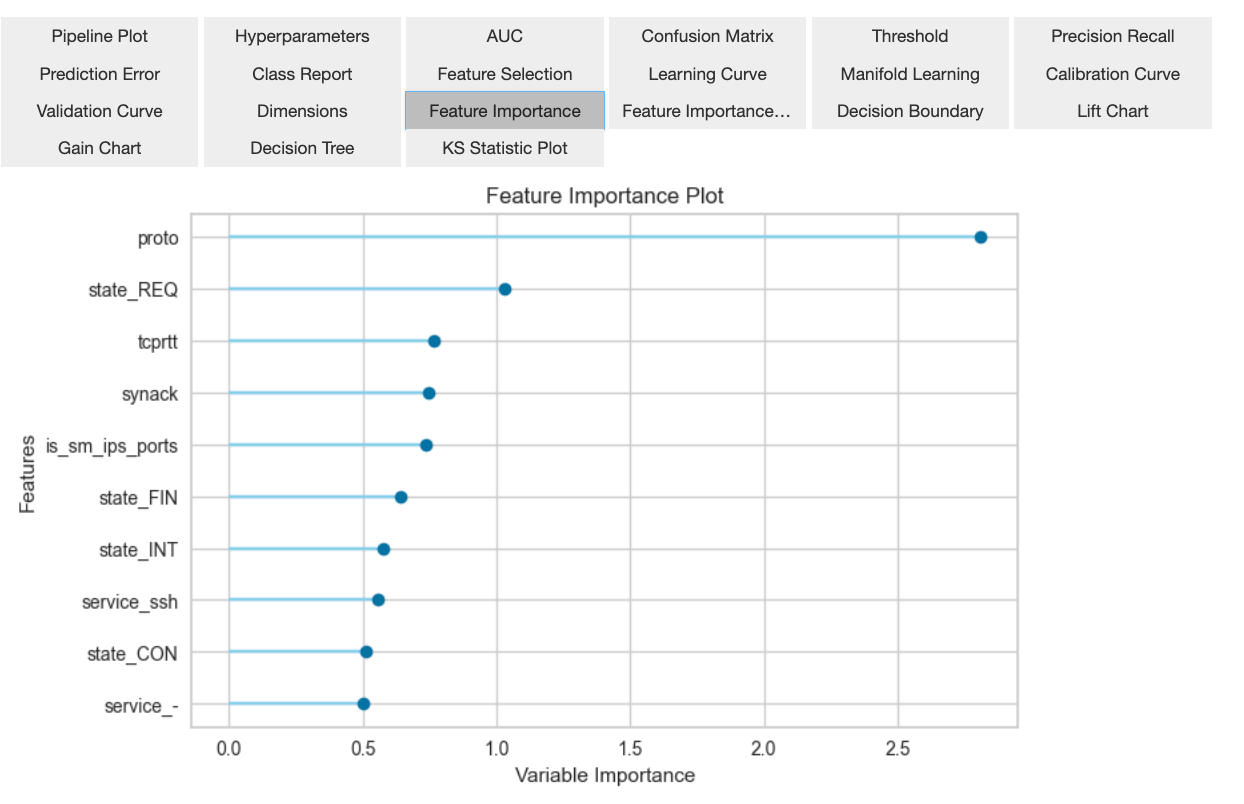 Pipeline Plot Hyperparameters AUC Confusion Matrix Threshold Precision Recall
Prediction Error Class Report Feature Selection Learning Curve Manifold Learning Calibration Curve
Validation Curve Dimensions Feature Importance Feature Importance... Decision Boundary Lift Chart
Gain Chart Decision Tree KS Statistic Plot
Feature Importance Plot
Features
proto
state_REQ
tcprtt
synack
is_sm_ips_ports
state_FIN
state_INT
service_ssh
state_CON
service_-
0.0 0.5 1.0 1.5 2.0 2.5
Variable Importance